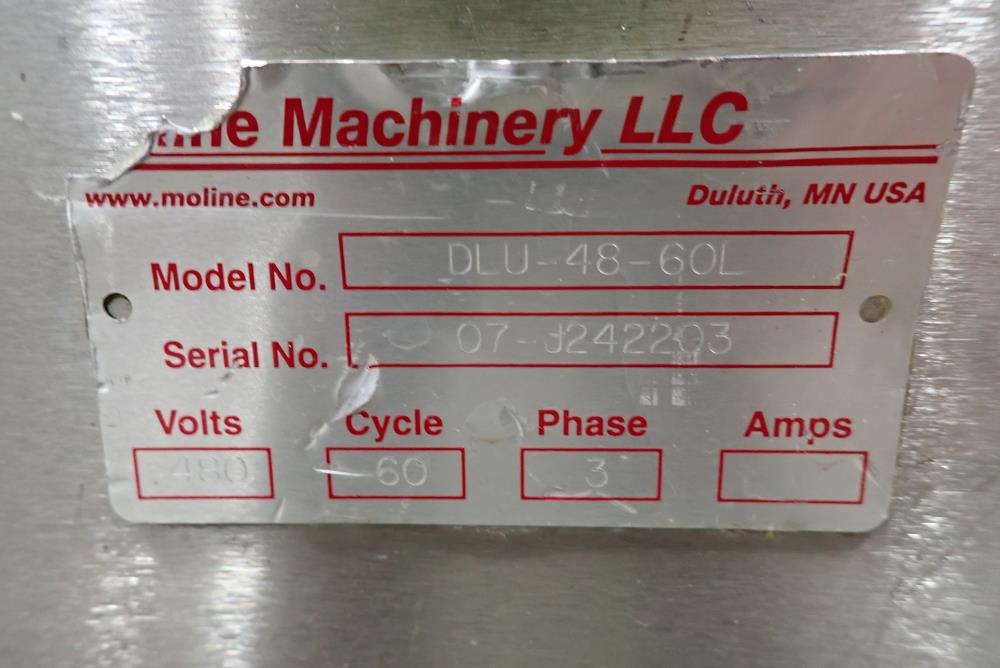 Machinery LLC
www.moline.com Duluth, MN USA
Model No. DLU-48-60L
Serial No. 07-J242203
Volts Cycle Phase Amps
480 60 3